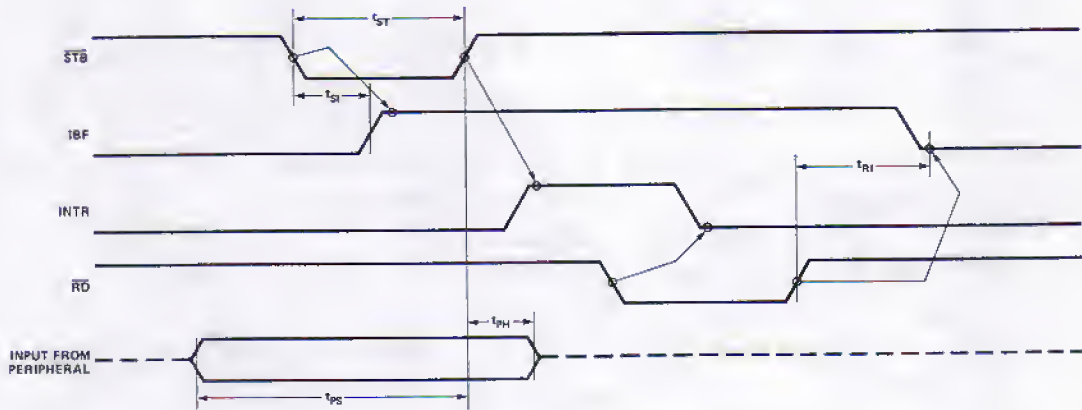 tST
STB
tSI
IBF
tRI
INTR
RD
tPH
INPUT FROM
PERIPHERAL
tPS